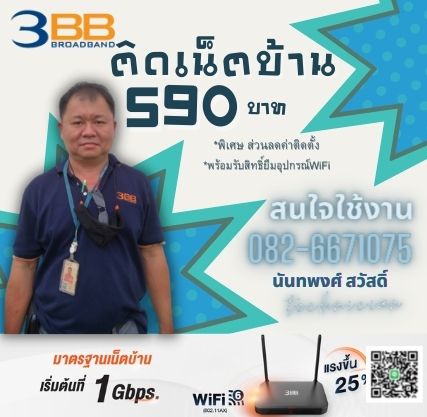 3BB
BROADBAND
ติดเน็ตบ้าน
590 บาท
*พิเศษ ส่วนลดค่าติดตั้ง
*พร้อมรับสิทธิ์ยืมอุปกรณ์WiFi
3BB
สนใจใช้งาน
082-6671075
นันทพงศ์ สวัสดิ์
มาตรฐานเน็ตบ้าน
เริ่มต้นที่ 1 Gbps.
WiFi 6
(802.11AX)
3BB
แรงขึ้น
25